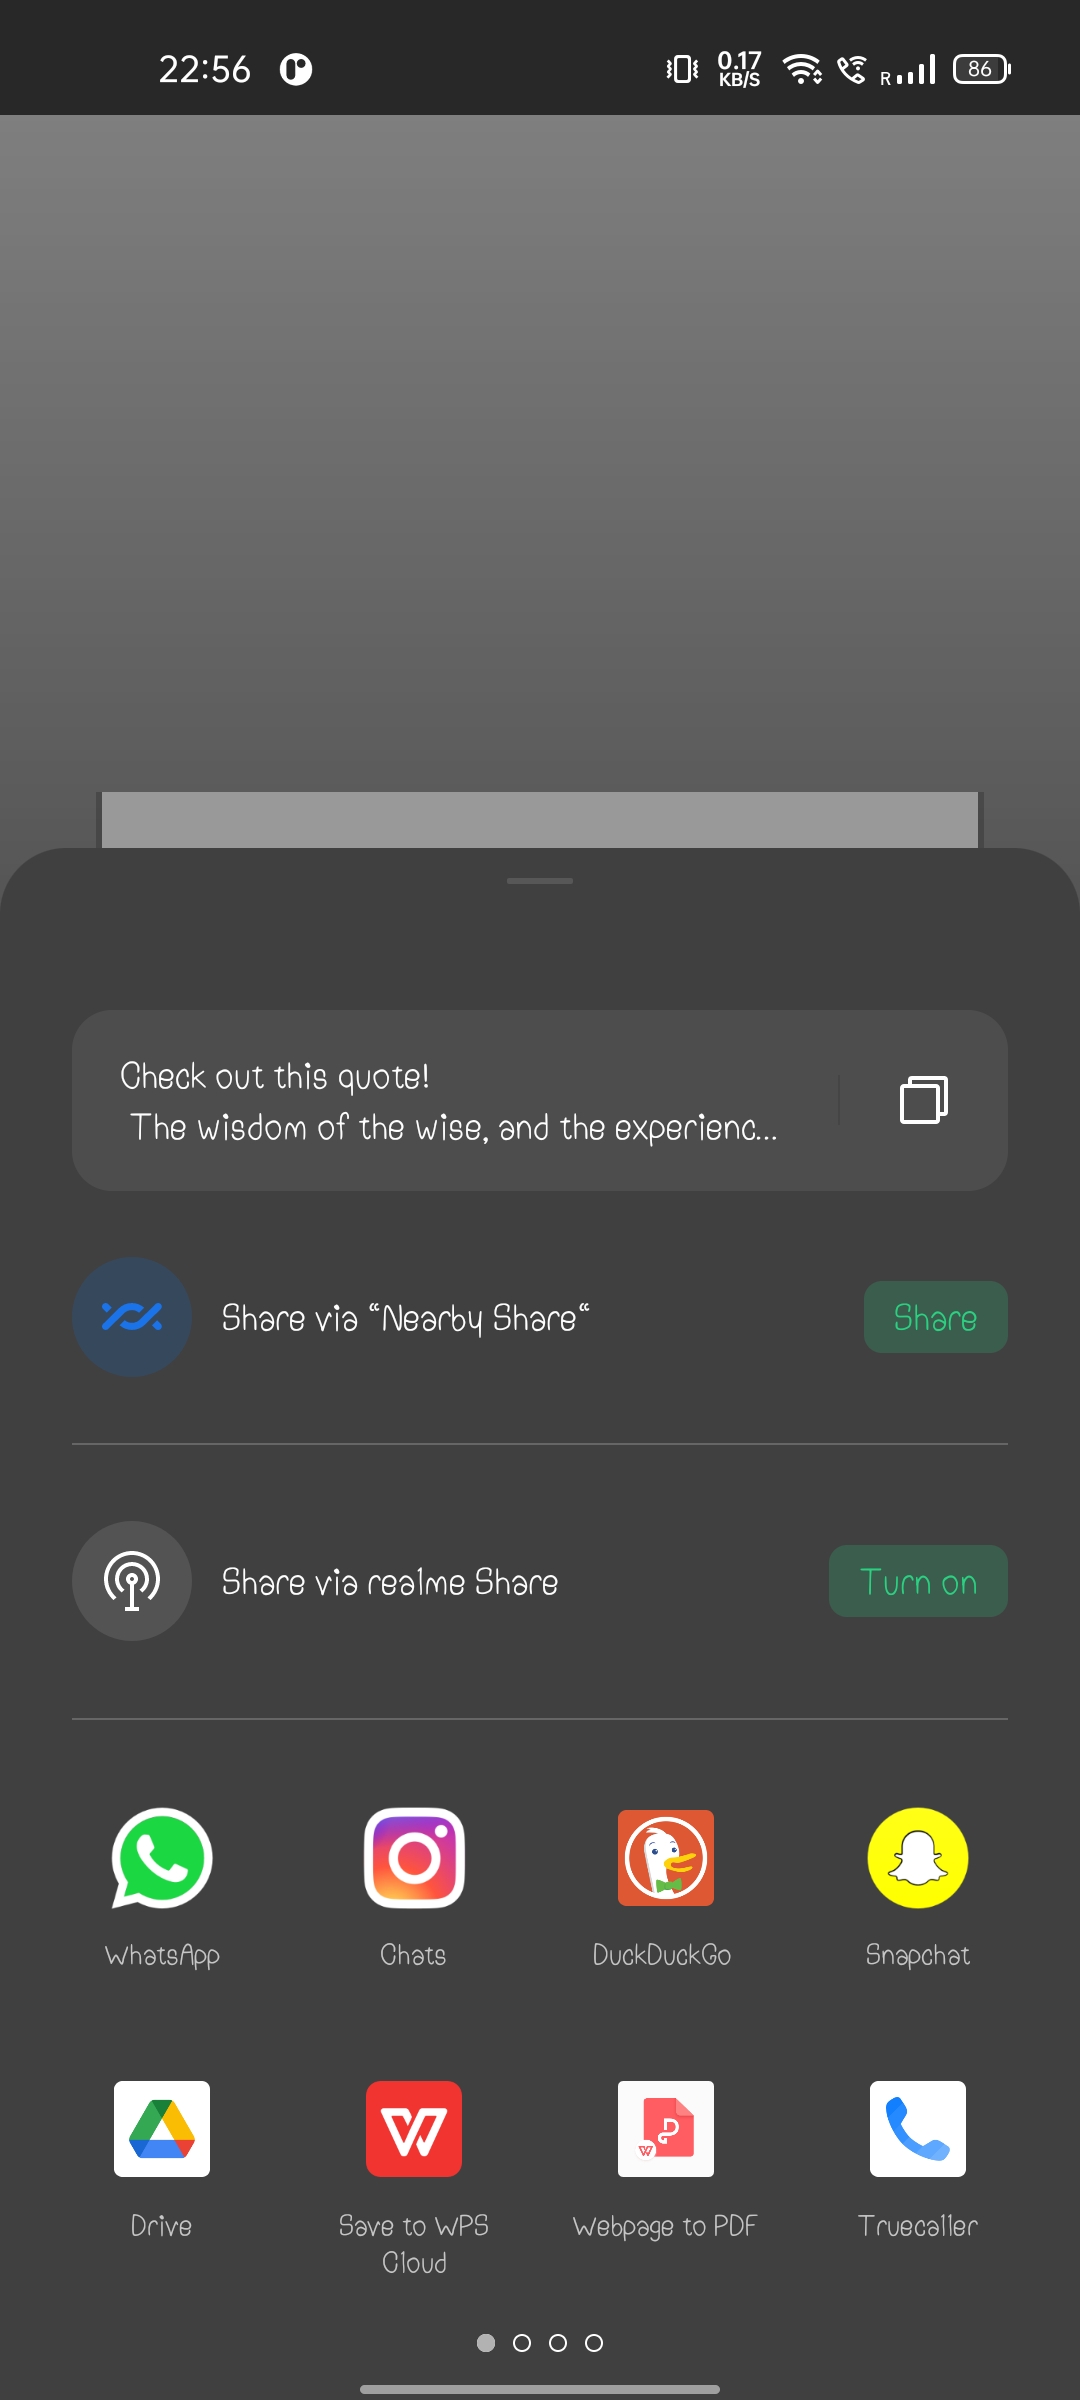 22:56
0.17
KB/S
R
86
Check out this quote!
The wisdom of the wise, and the experienc...
Share via “Nearby Share“
Share
Share via realme Share
Turn on
WhatsApp
Chats
DuckDuckGo
Snapchat
Drive
Save to WPS
Cloud
Webpage to PDF
Truecaller